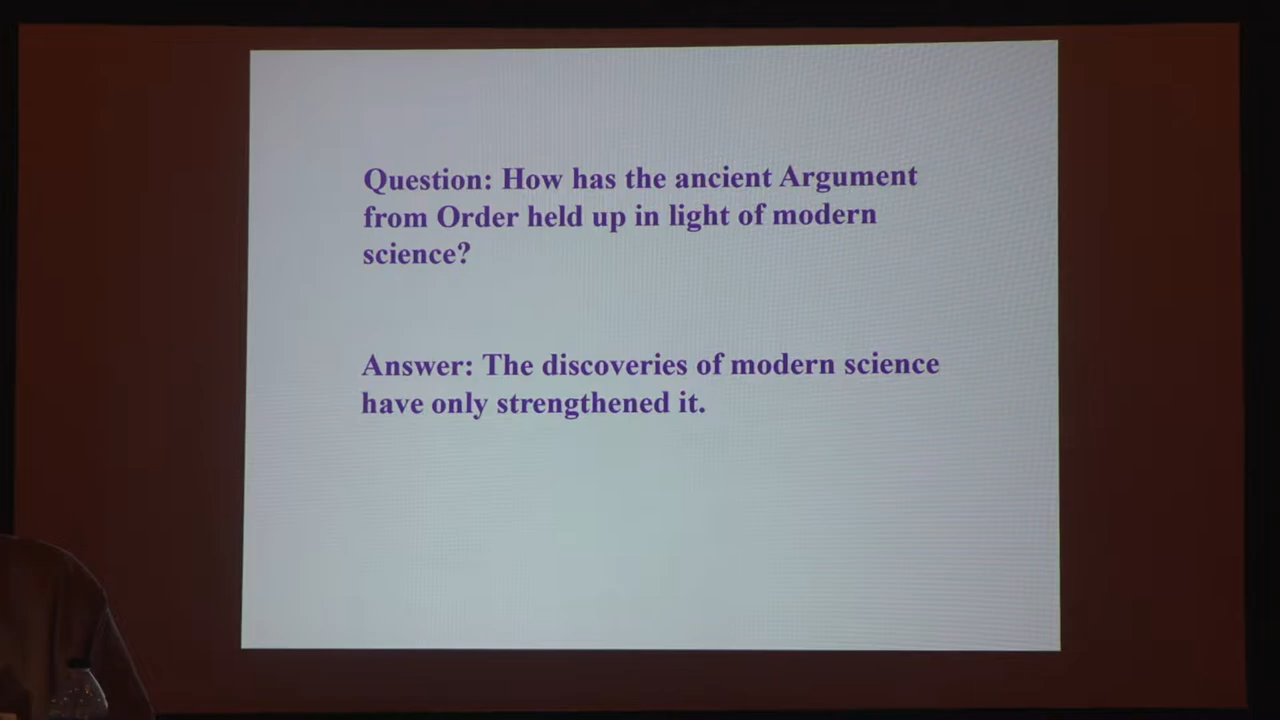 Question: How has the ancient Argument
from Order held up in light of modern
science?
Answer: The discoveries of modern science
have only strengthened it.